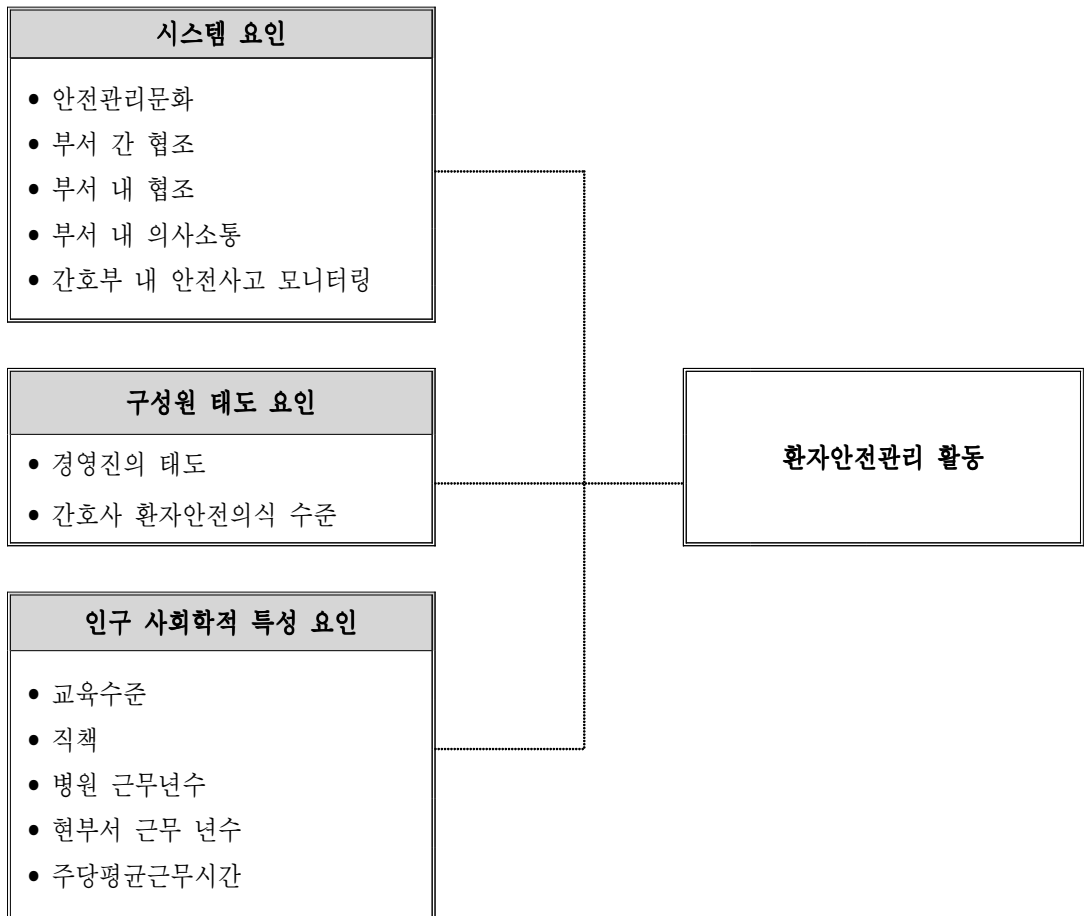 시스템 요인
• 안전관리문화
• 부서 간 협조
• 부서 내 협조
• 부서 내 의사소통
• 간호부 내 안전사고 모니터링
구성원 태도 요인
• 경영진의 태도
• 간호사 환자안전의식 수준
환자안전관리 활동
인구 사회학적 특성 요인
• 교육수준
• 직책
• 병원 근무년수
• 현부서 근무 년수
• 주당평균근무시간